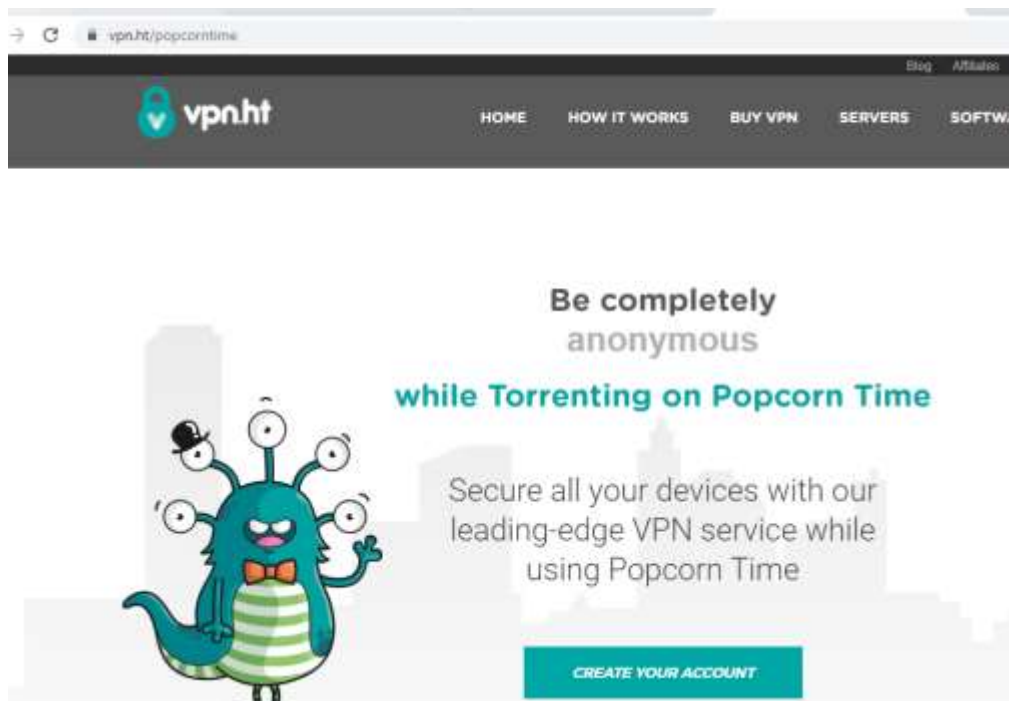 vpn.ht/popcorntime
Blog Affiliates
vpn.ht
HOME HOW IT WORKS BUY VPN SERVERS SOFTWA
Be completely
anonymous
while Torrenting on Popcorn Time
Secure all your devices with our
leading-edge VPN service while
using Popcorn Time
CREATE YOUR ACCOUNT